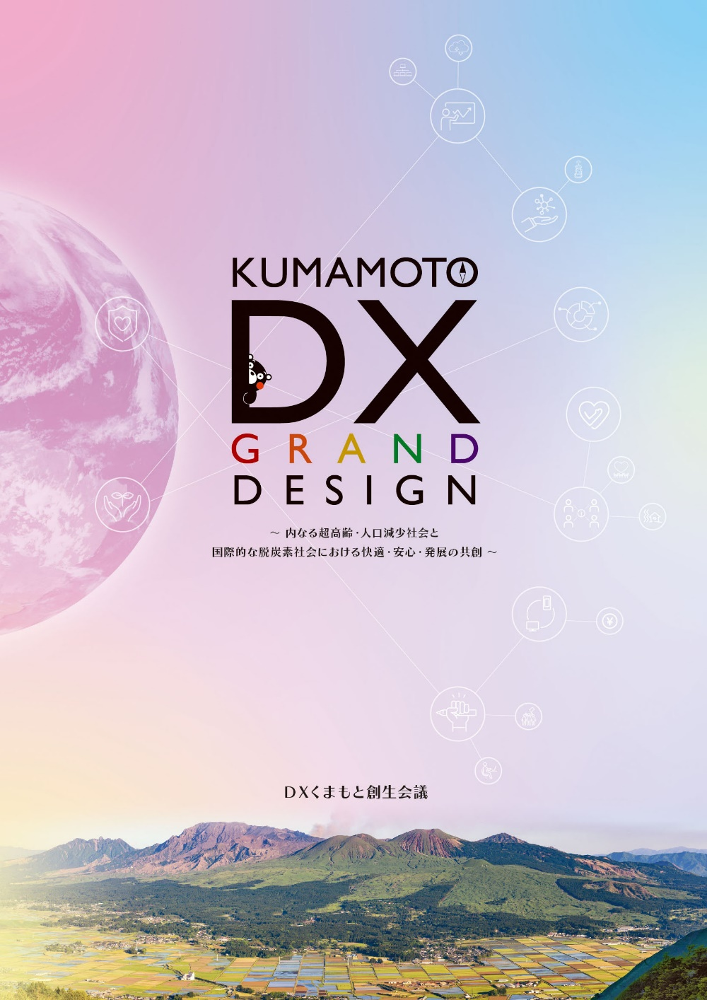 KUMAMOTO
DX
GRAND
DESIGN
～ 内なる超高齢・人口減少社会と
国際的な脱炭素社会における快適・安心・発展の共創 ～
DXくまもと創生会議
¥